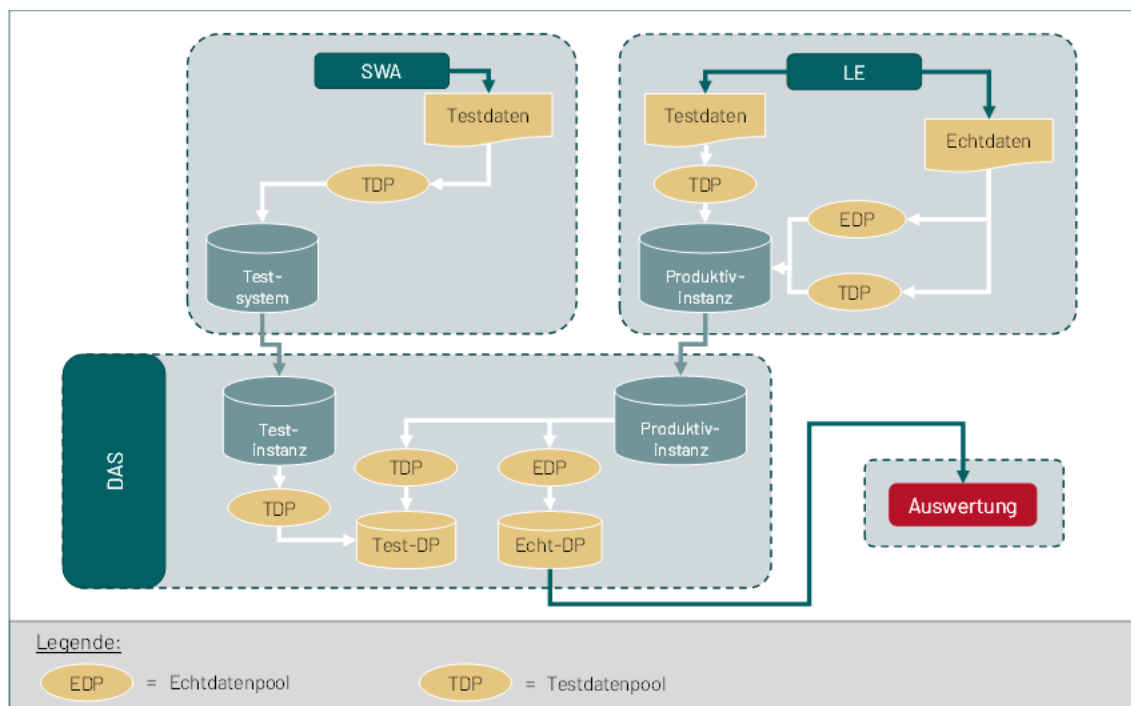 SWA
Testdaten
TDP
Test-
system
LE
Testdaten
Echtdaten
TDP
EDP
TDP
Produktiv-
instanz
DAS
Test-
instanz
TDP
TDP
EDP
Produktiv-
instanz
Test-DP
Echt-DP
Auswertung
Legende:
EDP = Echtdatenpool
TDP = Testdatenpool